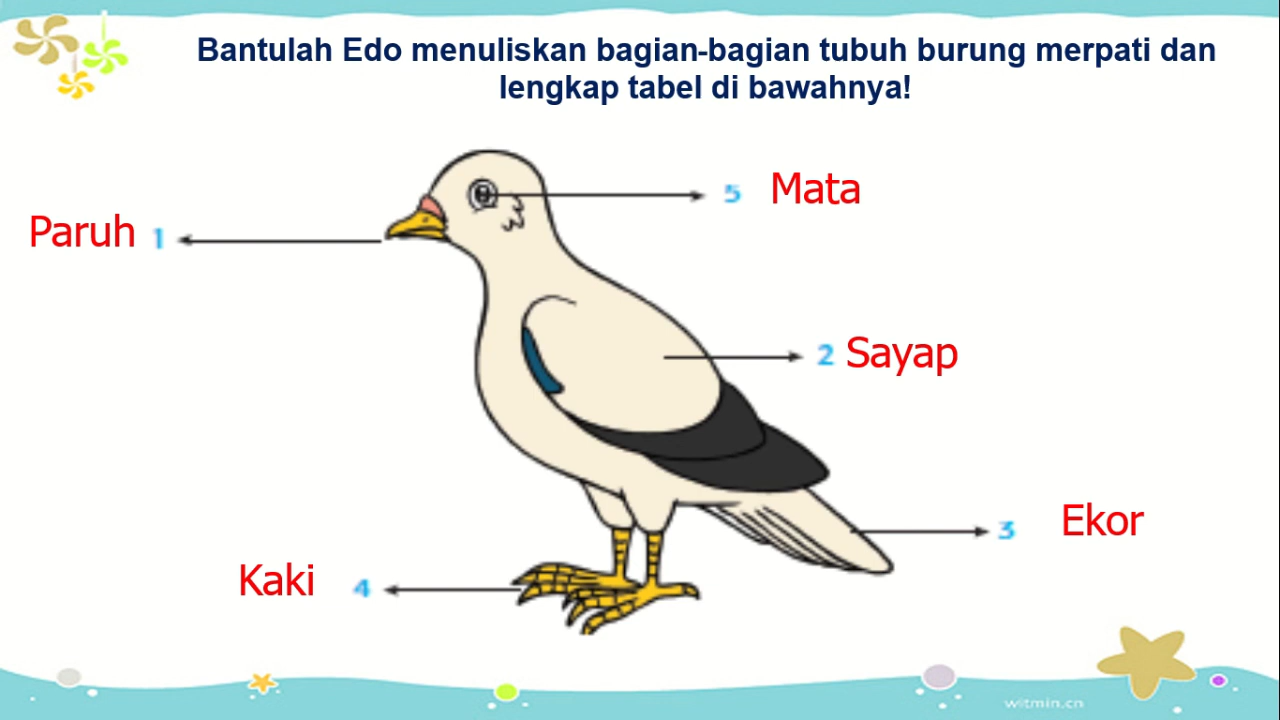 Bantulah Edo menuliskan bagian-bagian tubuh burung merpati dan
lengkap tabel di bawahnya!
5 Mata
Paruh 1
2 Sayap
3 Ekor
Kaki 4
witmin.cn